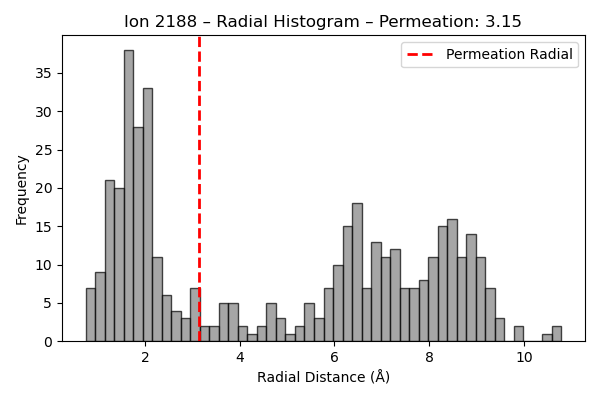 Ion 2188 – Radial Histogram – Permeation: 3.15
Permeation Radial
Frequency
35
30
25
20
15
10
5
0
2 4 6 8 10
Radial Distance (Å)